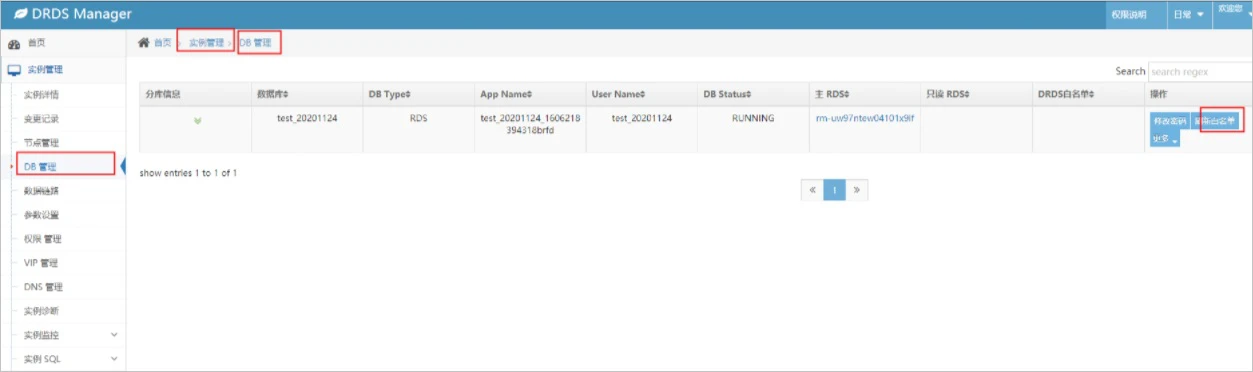 DRDS Manager
权限说明
日常
欢迎您
首页
首页 实例管理 DB 管理
实例管理
Search search regex
实例详情
变更记录
节点管理
DB 管理
数据链路
参数设置
权限 管理
VIP 管理
DNS 管理
实例诊断
实例监控
实例 SQL
分库信息 数据库 DB Type App Name User Name DB Status 主 RDS 只读 RDS DRDS白名单 操作
test_20201124 RDS test_20201124_1606218 test_20201124 RUNNING rm-uw97ntew04101x9lf 修改密码 刷新白名单
394318brfd 更多
show entries 1 to 1 of 1
« 1 »